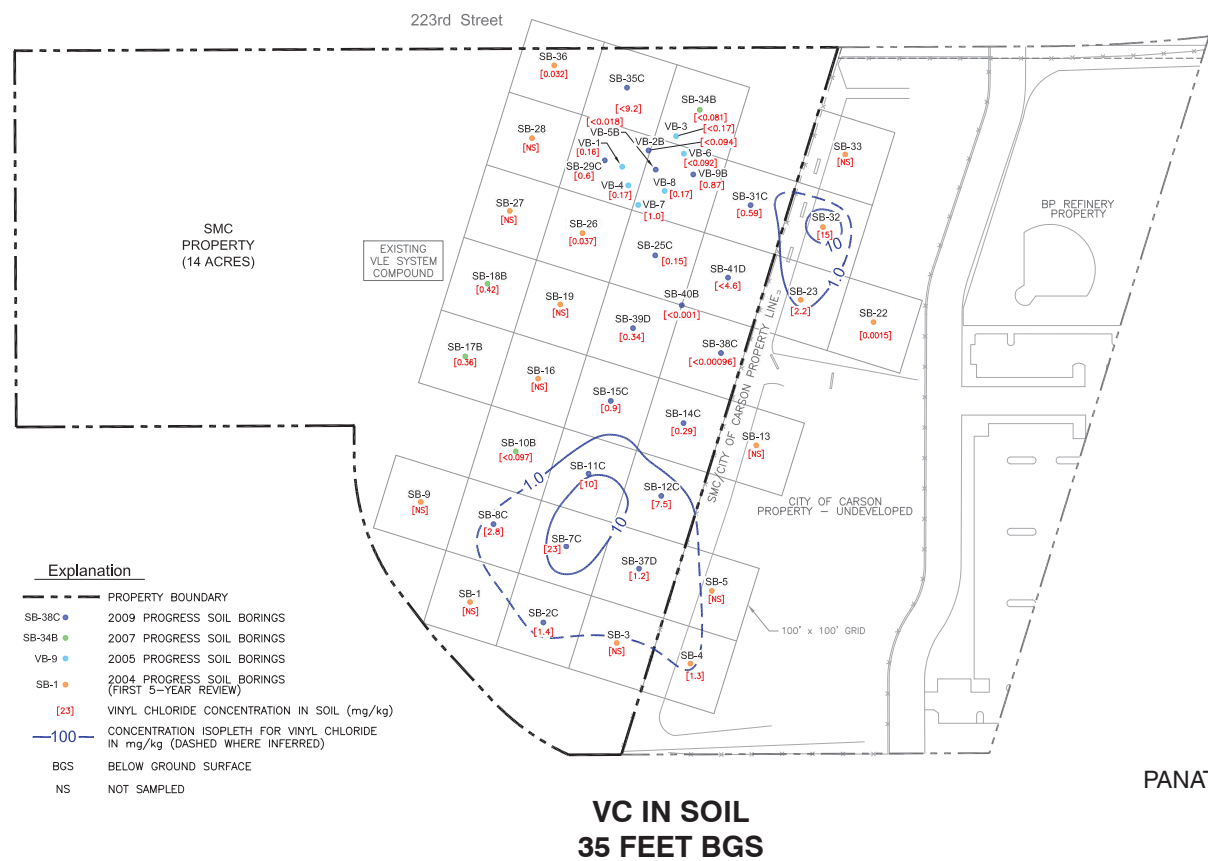 223rd Street
SB-36
[0.032]
SB-35C
[<9.2]
SB-34B
[<0.081]
[<0.018]
VB-3
[<0.17]
SB-28
[NS]
VB-5B
VB-1
[0.16]
VB-2B
[<0.094]
SB-33
[NS]
VB-6
[<0.092]
SB-29C
[0.6]
VB-9B
[0.87]
VB-4
[0.17]
VB-8
[0.17]
VB-7
[1.0]
SB-31C
[0.59]
SB-27
[NS]
SB-26
[0.037]
SB-32
[15]
10
1.0
BP REFINERY
PROPERTY
SMC
PROPERTY
(14 ACRES)
EXISTING
VLE SYSTEM
COMPOUND
SB-25C
[0.15]
SB-18B
[0.42]
SB-41D
[<4.6]
SB-19
[NS]
SB-40B
[<0.001]
SB-23
[2.2]
SB-22
[0.0015]
SB-39D
[0.34]
SB-17B
[0.36]
SB-38C
[<0.00096]
SMC/CITY OF CARSON PROPERTY LINE
SB-16
[NS]
SB-15C
[0.9]
SB-14C
[0.29]
SB-13
[NS]
SB-10B
[<0.097]
1.0
SB-11C
[10]
SB-12C
[7.5]
CITY OF CARSON
PROPERTY – UNDEVELOPED
SB-9
[NS]
SB-8C
[2.8]
10
SB-7C
[23]
SB-37D
[1.2]
SB-5
[NS]
SB-1
[NS]
SB-2C
[1.4]
SB-3
[NS]
SB-4
[1.3]
100' x 100' GRID
Explanation
PROPERTY BOUNDARY
SB-38C 2009 PROGRESS SOIL BORINGS
SB-34B 2007 PROGRESS SOIL BORINGS
VB-9 2005 PROGRESS SOIL BORINGS
SB-1 2004 PROGRESS SOIL BORINGS
(FIRST 5-YEAR REVIEW)
[23] VINYL CHLORIDE CONCENTRATION IN SOIL (mg/kg)
100 CONCENTRATION ISOPLETH FOR VINYL CHLORIDE
IN mg/kg (DASHED WHERE INFERRED)
BGS BELOW GROUND SURFACE
NS NOT SAMPLED
PANAT
VC IN SOIL
35 FEET BGS